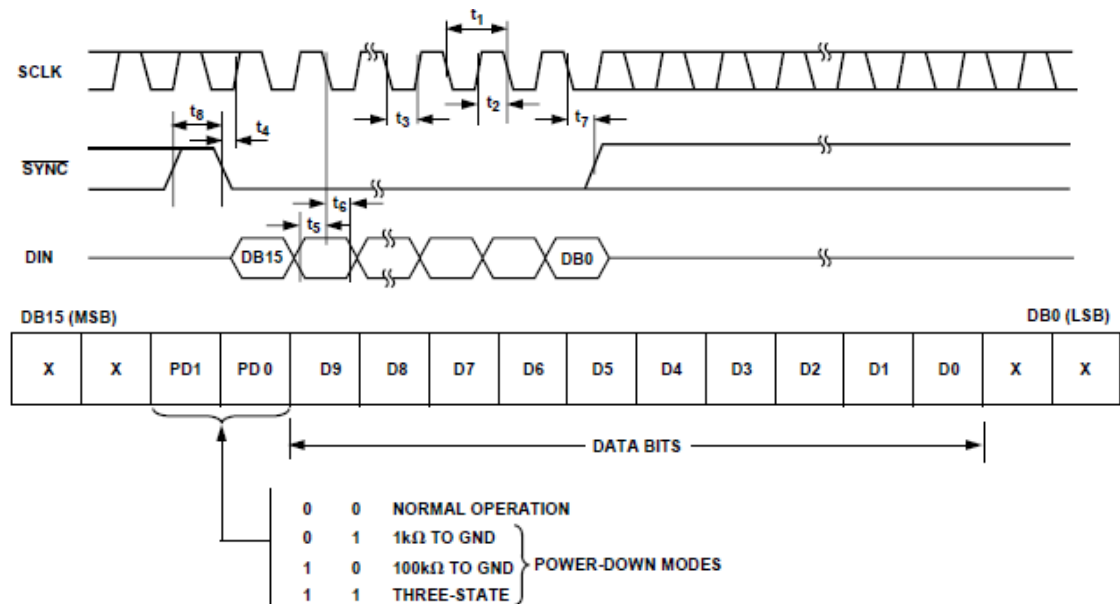 t1
SCLK
t8
t4
t3
t2
t7
SYNC
t5
t6
DIN
DB15
DB0
DB15 (MSB)
DB0 (LSB)
X X PD1 PD 0 D9 D8 D7 D6 D5 D4 D3 D2 D1 D0 X X
DATA BITS
0 0 NORMAL OPERATION
0 1 1kΩ TO GND
1 0 100kΩ TO GND
POWER-DOWN MODES
1 1 THREE-STATE